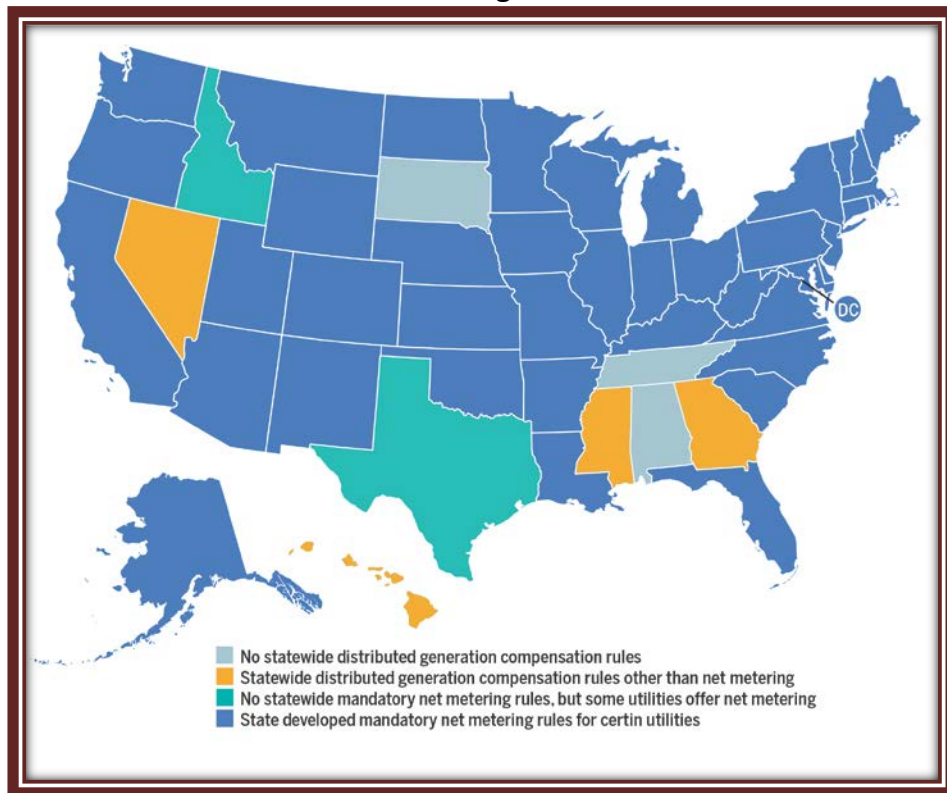 DC
No statewide distributed generation compensation rules
Statewide distributed generation compensation rules other than net metering
No statewide mandatory net metering rules, but some utilities offer net metering
State developed mandatory net metering rules for certin utilities